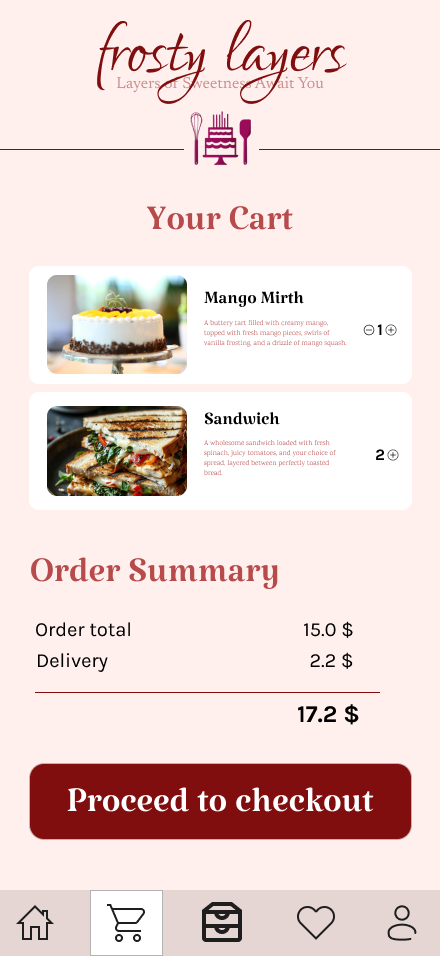 frosty layers
Layers of Sweetness Await You
Your Cart
Mango Mirth
A buttery tart filled with creamy mango,
topped with fresh mango pieces, swirls of
vanilla frosting, and a drizzle of mango squash.
1
Sandwich
A wholesome sandwich loaded with fresh
spinach, juicy tomatoes, and your choice of
spread, layered between perfectly toasted
bread.
2
Order Summary
Order total 15.0 $
Delivery 2.2 $
17.2 $
Proceed to checkout